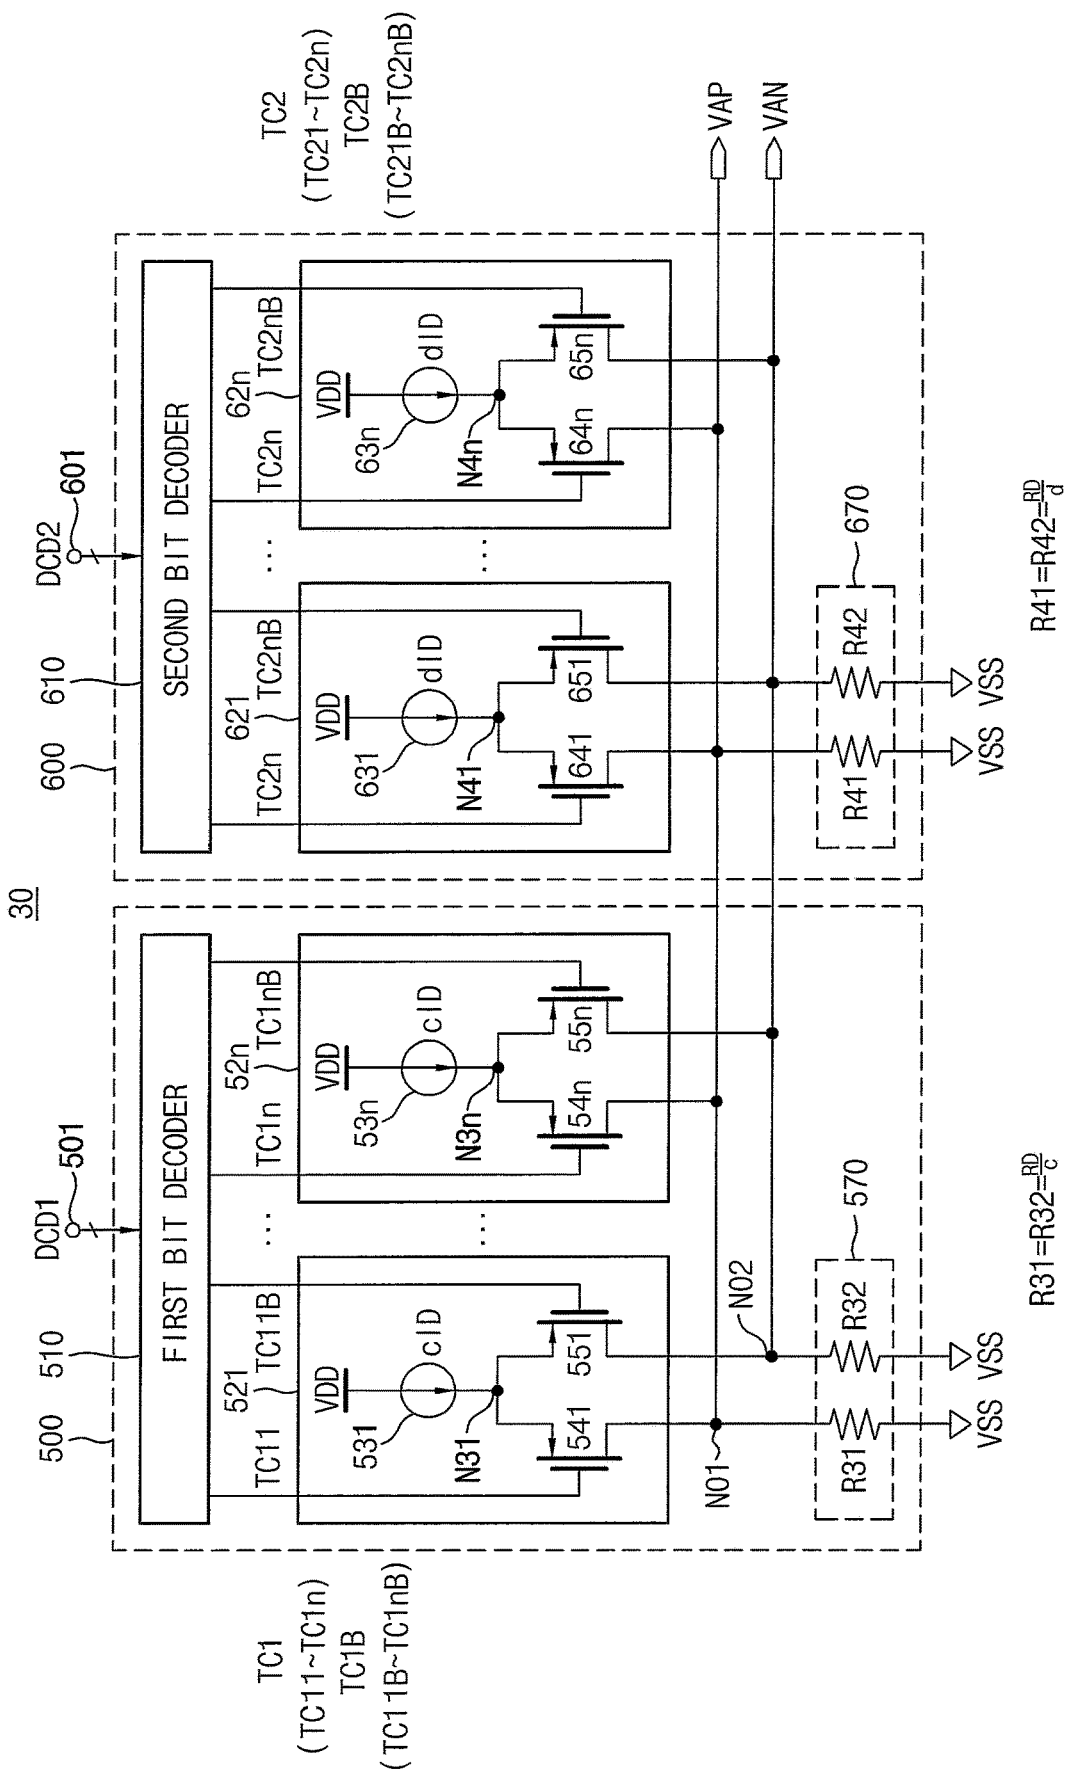 30
TC1
(TC11~TC1n)
TC1B
(TC11B~TC1nB)
500
510
DCD1
501
FIRST BIT DECODER
TC11
521
TC11B
VDD
531
cID
N31
541
551
...
...
TC1n
52n
TC1nB
VDD
53n
cID
N3n
54n
55n
NO1
NO2
R31
R32
570
VSS
VSS
R31=R32=RD/c
600
610
DCD2
601
SECOND BIT DECODER
TC2n
621
TC2nB
VDD
631
dID
N41
641
651
...
...
TC2n
62n
TC2nB
VDD
63n
dID
N4n
64n
65n
R41
R42
670
VSS
VSS
R41=R42=RD/d
TC2
(TC21~TC2n)
TC2B
(TC21B~TC2nB)
VAP
VAN